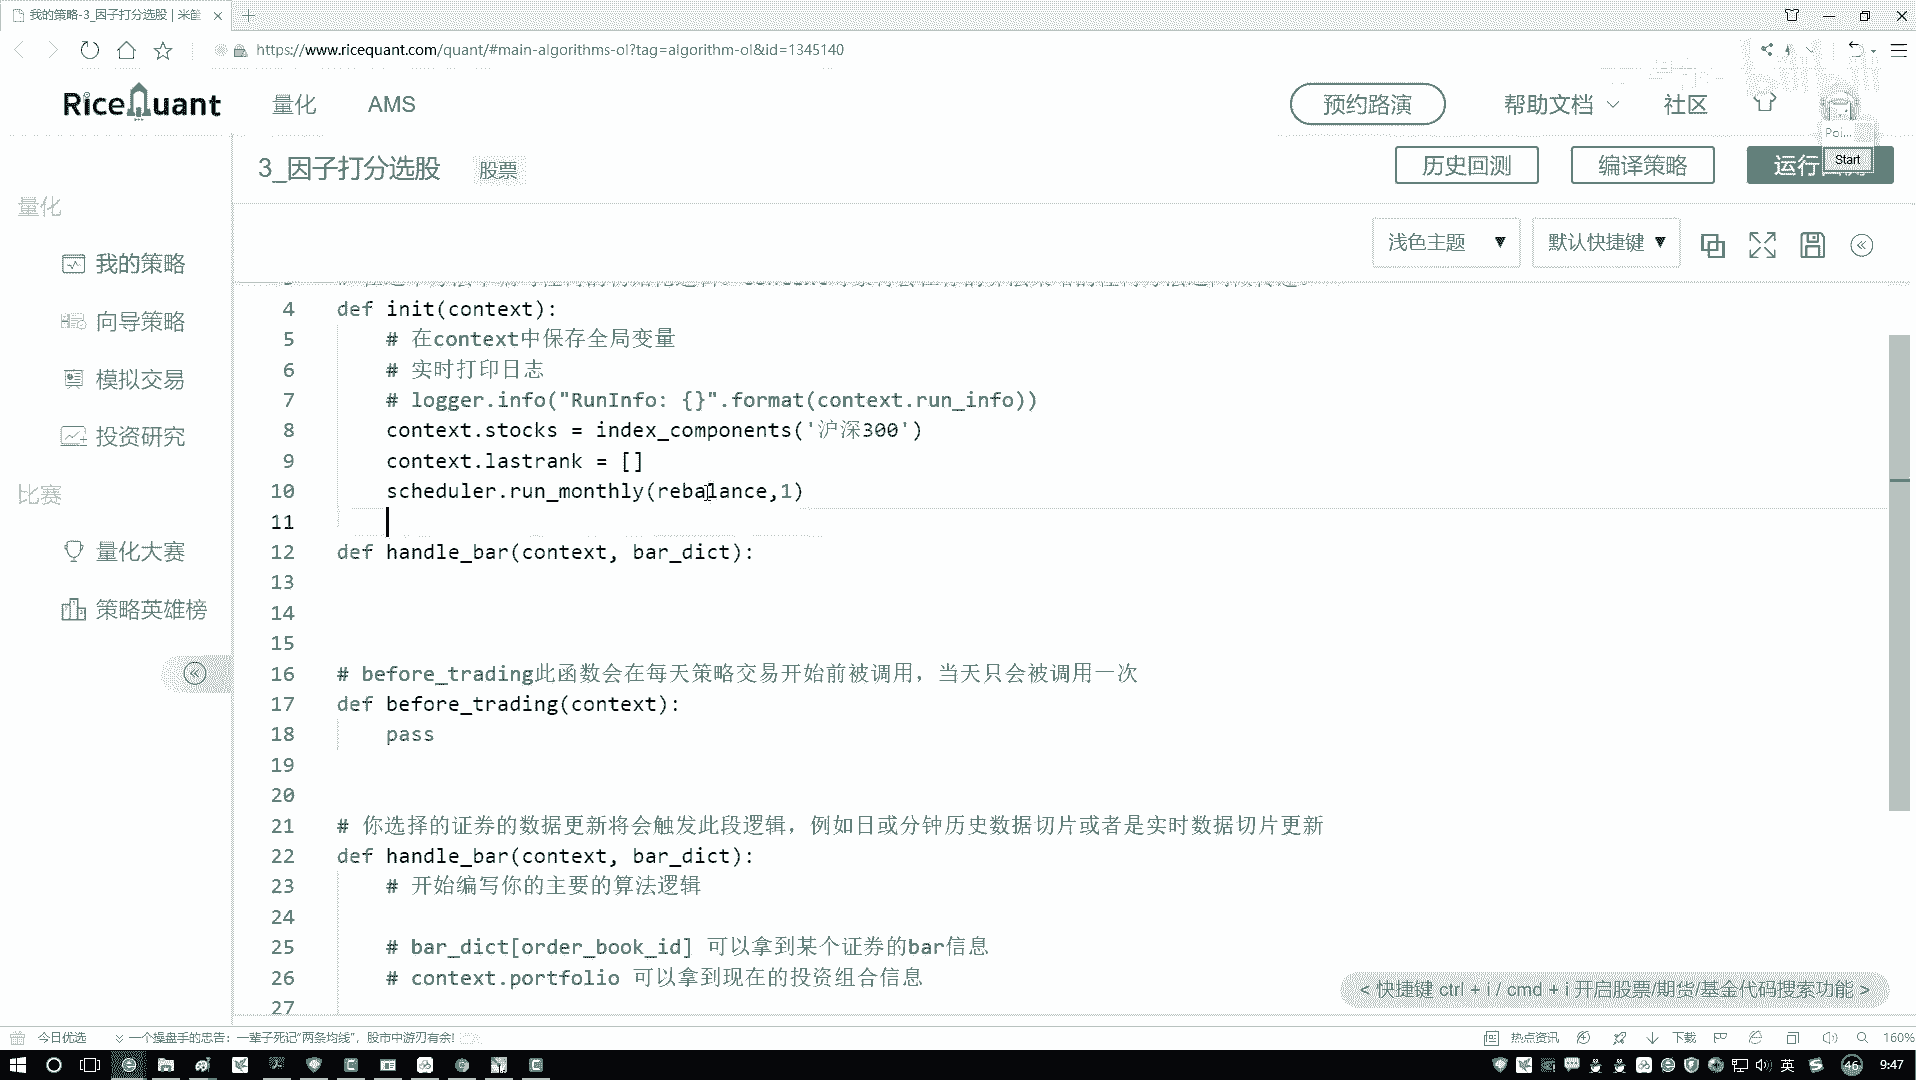 我的策略-3_因子打分选股 | 米筐
https://www.ricequant.com/quant/#main-algorithms-ol?tag=algorithm-ol&id=1345140
RiceQuant
量化
AMS
预约路演
帮助文档
社区
Poi...
Start
3_因子打分选股
股票
历史回测
编译策略
运行
量化
我的策略
向导策略
模拟交易
投资研究
比赛
量化大赛
策略英雄榜
浅色主题
默认快捷键
4 def init(context):
5 # 在context中保存全局变量
6 # 实时打印日志
7 # logger.info("RunInfo: {}".format(context.run_info))
8 context.stocks = index_components('沪深300')
9 context.lastrank = []
10 scheduler.run_monthly(rebalance,1)
11
12 def handle_bar(context, bar_dict):
13
14
15
16 # before_trading此函数会在每天策略交易开始前被调用，当天只会被调用一次
17 def before_trading(context):
18 pass
19
20
21 # 你选择的证券的数据更新将会触发此段逻辑，例如日或分钟历史数据切片或者是实时数据切片更新
22 def handle_bar(context, bar_dict):
23 # 开始编写你的主要的算法逻辑
24
25 # bar_dict[order_book_id] 可以拿到某个证券的bar信息
26 # context.portfolio 可以拿到现在的投资组合信息
27
< 快捷键 ctrl + i / cmd + i 开启股票/期货/基金代码搜索功能 >
今日优选
一个操盘手的忠告：一辈子死记“两条均线”，股市中游刃有余!
热点资讯
下载
160%
英
46
9:47